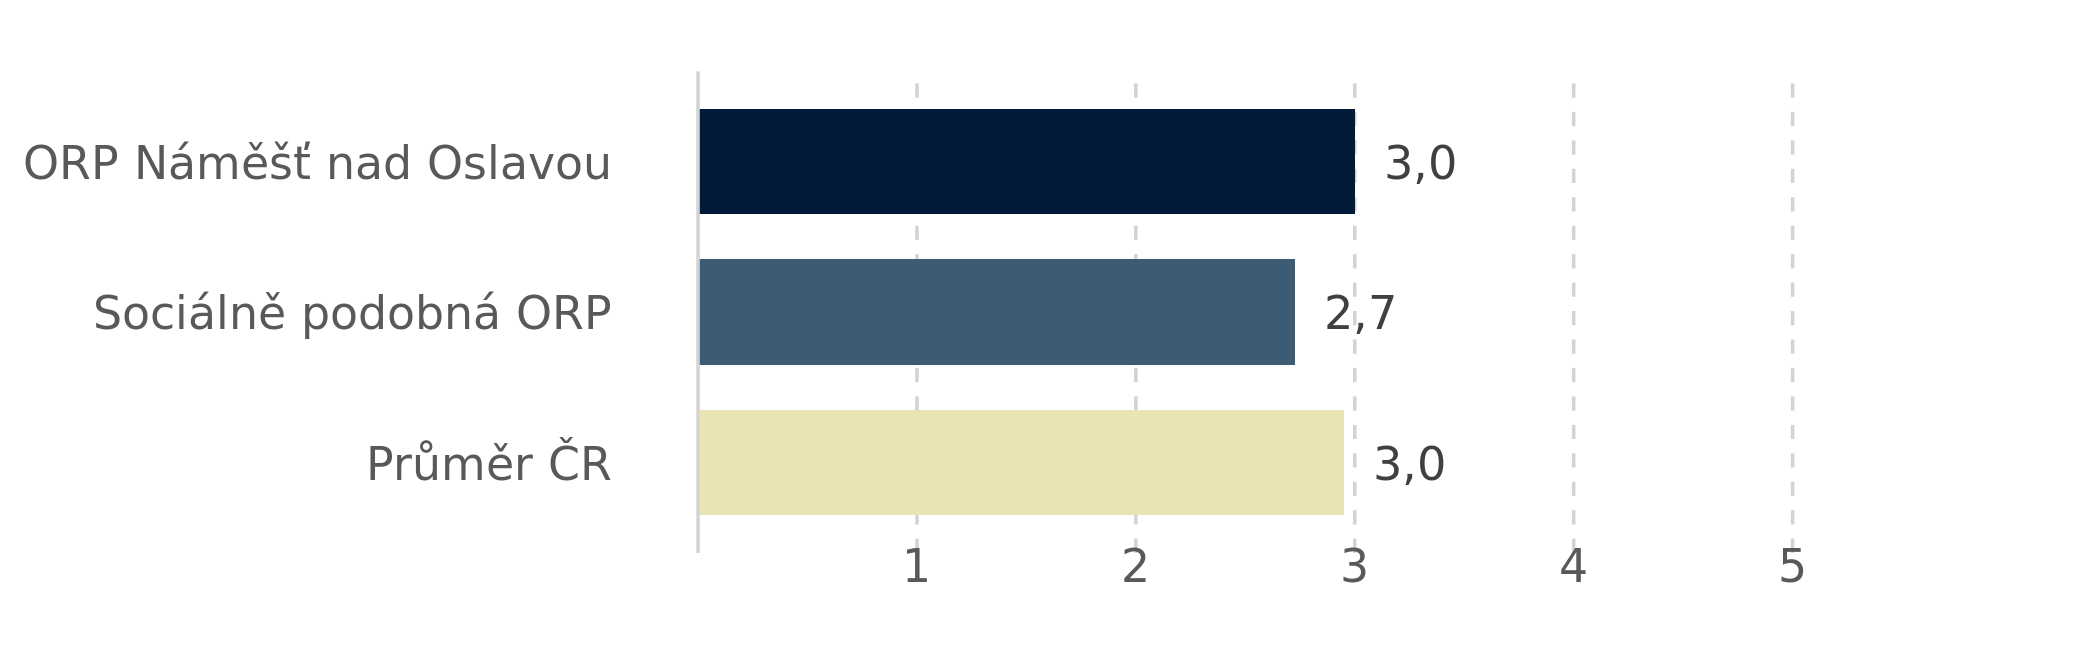 ORP Náměšť nad Oslavou 3,0
Sociálně podobná ORP 2,7
Průměr ČR 3,0
1 2 3 4 5